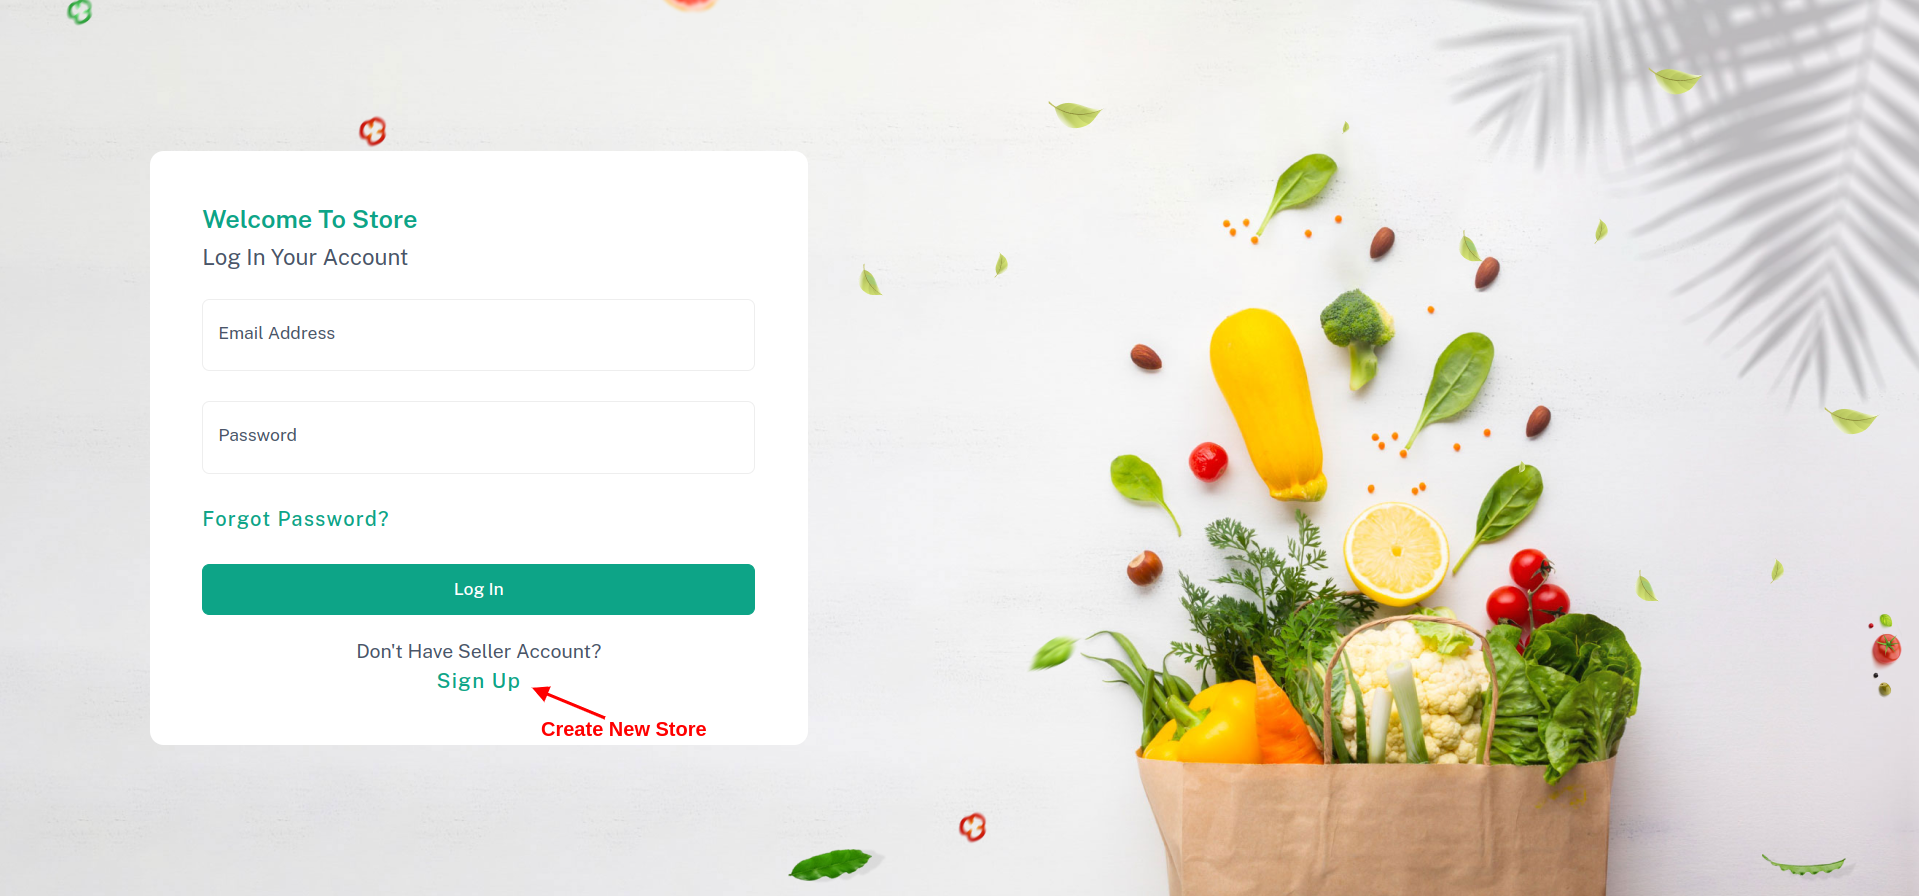 Welcome To Store
Log In Your Account
Email Address
Password
Forgot Password?
Log In
Don't Have Seller Account?
Sign Up
Create New Store